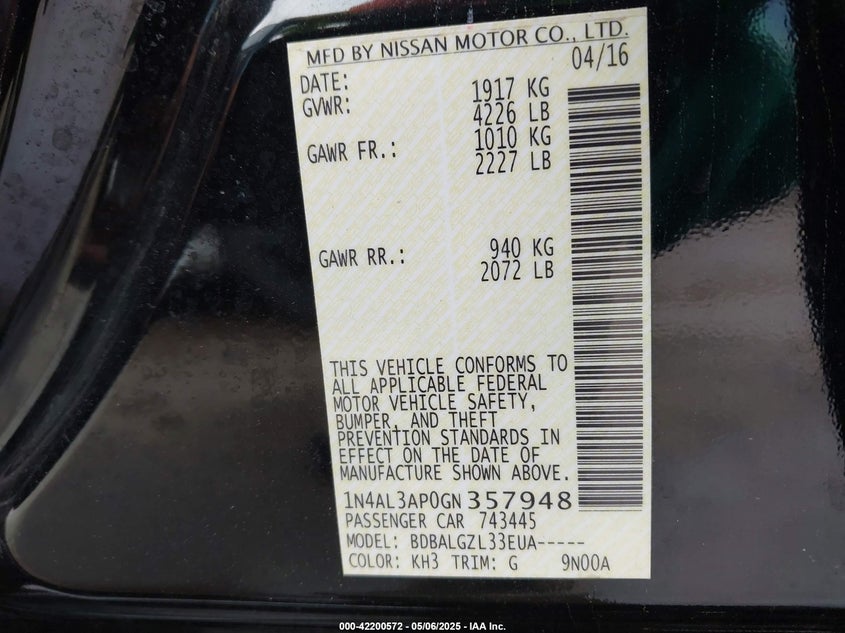 MFD BY NISSAN MOTOR CO., LTD.
DATE: 04/16
GVWR: 1917 KG
4226 LB
GAWR FR.: 1010 KG
2227 LB
GAWR RR.: 940 KG
2072 LB
THIS VEHICLE CONFORMS TO
ALL APPLICABLE FEDERAL
MOTOR VEHICLE SAFETY,
BUMPER, AND THEFT
PREVENTION STANDARDS IN
EFFECT ON THE DATE OF
MANUFACTURE SHOWN ABOVE.
1N4AL3AP0GN357948
PASSENGER CAR 743445
MODEL: BDBALGZL33EUA-----
COLOR: KH3 TRIM: G 9N00A
000-42200572 - 05/06/2025 - IAA Inc.